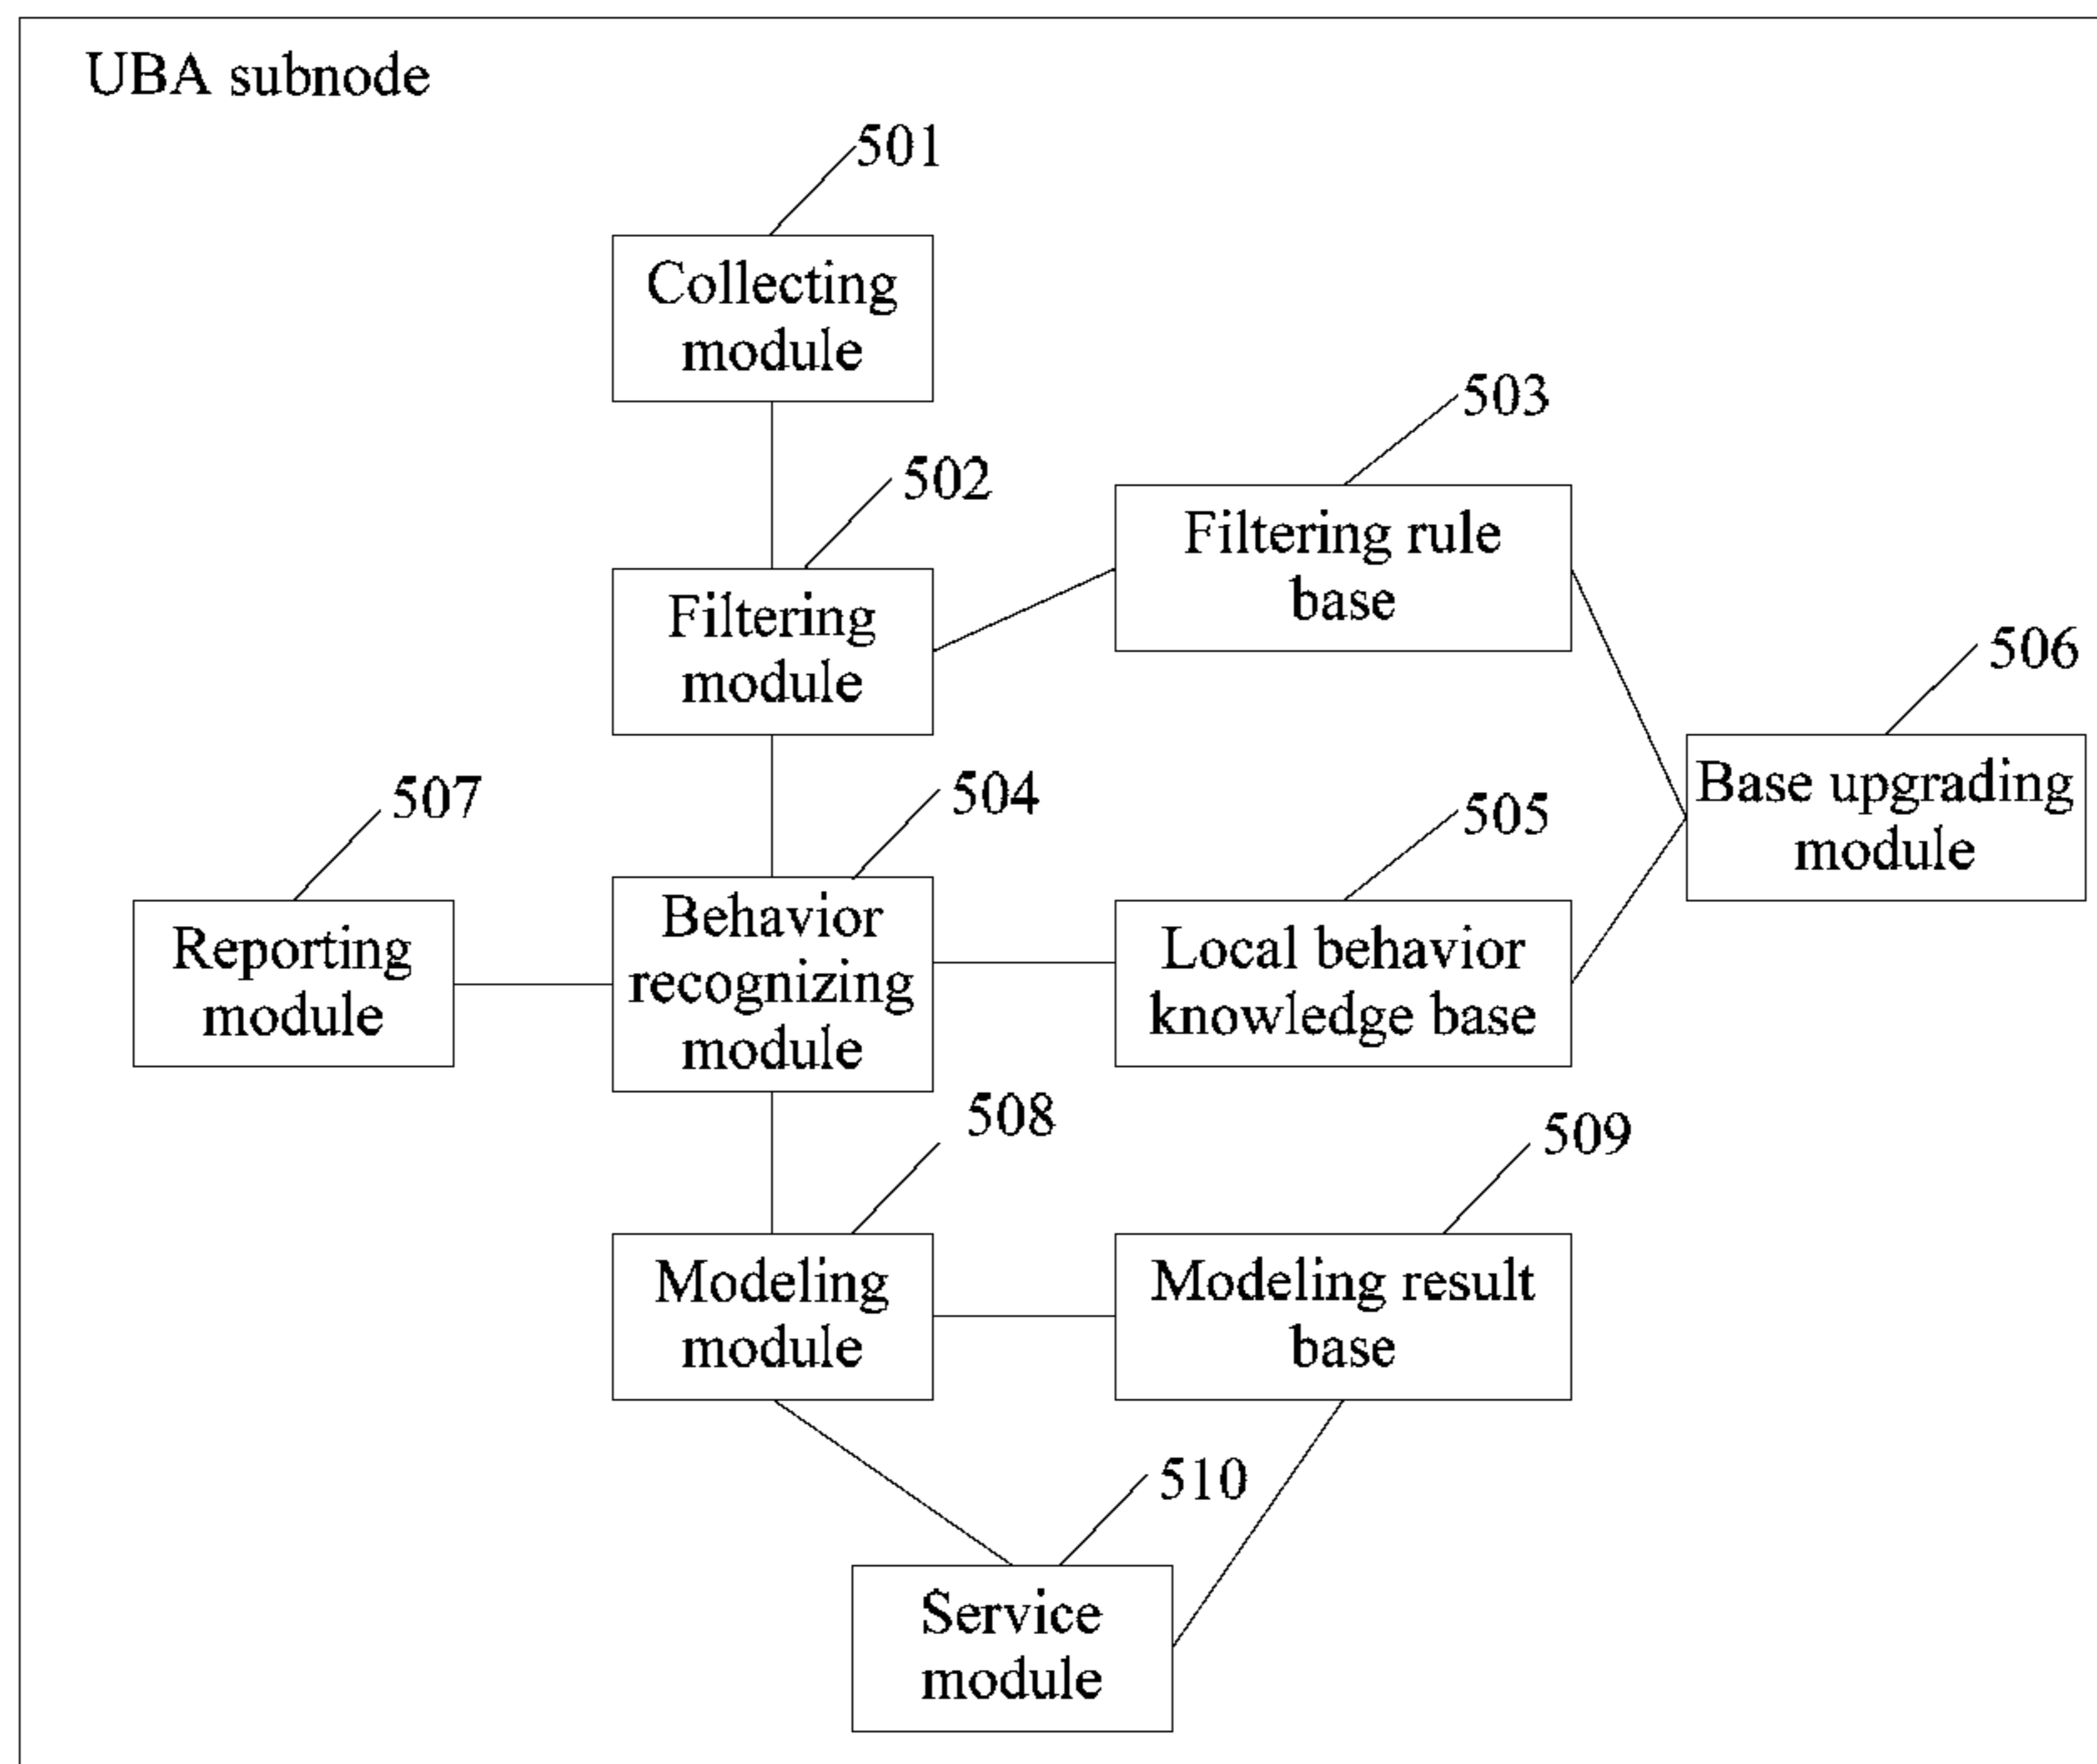 UBA subnode
501
Collecting
module
502
Filtering
module
503
Filtering rule
base
506
Base upgrading
module
507
Reporting
module
504
Behavior
recognizing
module
505
Local behavior
knowledge base
508
Modeling
module
509
Modeling result
base
510
Service
module